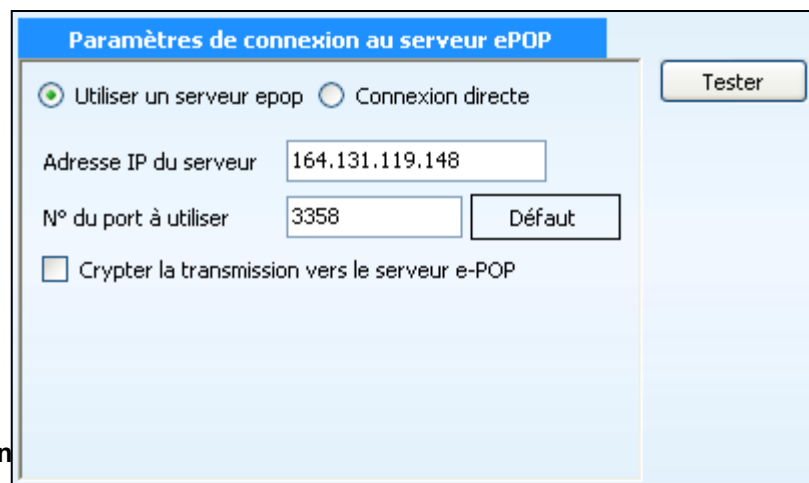 Paramètres de connexion au serveur ePOP
Utiliser un serveur epop Connexion directe
Tester
Adresse IP du serveur 164.131.119.148
N° du port à utiliser 3358 Défaut
Crypter la transmission vers le serveur e-POP
n